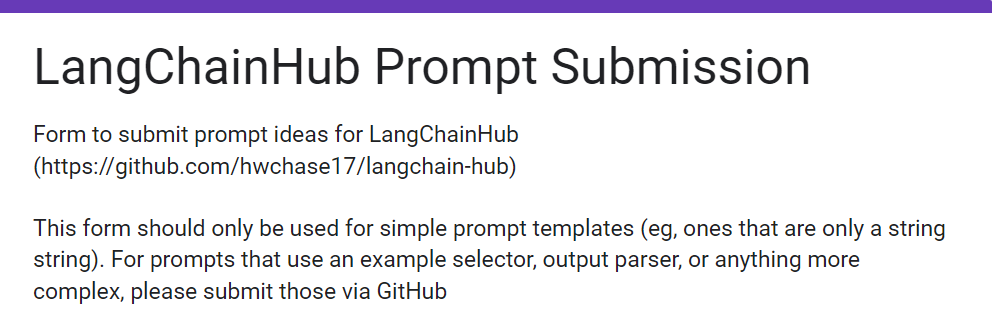 LangChainHub Prompt Submission
Form to submit prompt ideas for LangChainHub
(https://github.com/hwchase17/langchain-hub)
This form should only be used for simple prompt templates (eg, ones that are only a string
string). For prompts that use an example selector, output parser, or anything more
complex, please submit those via GitHub